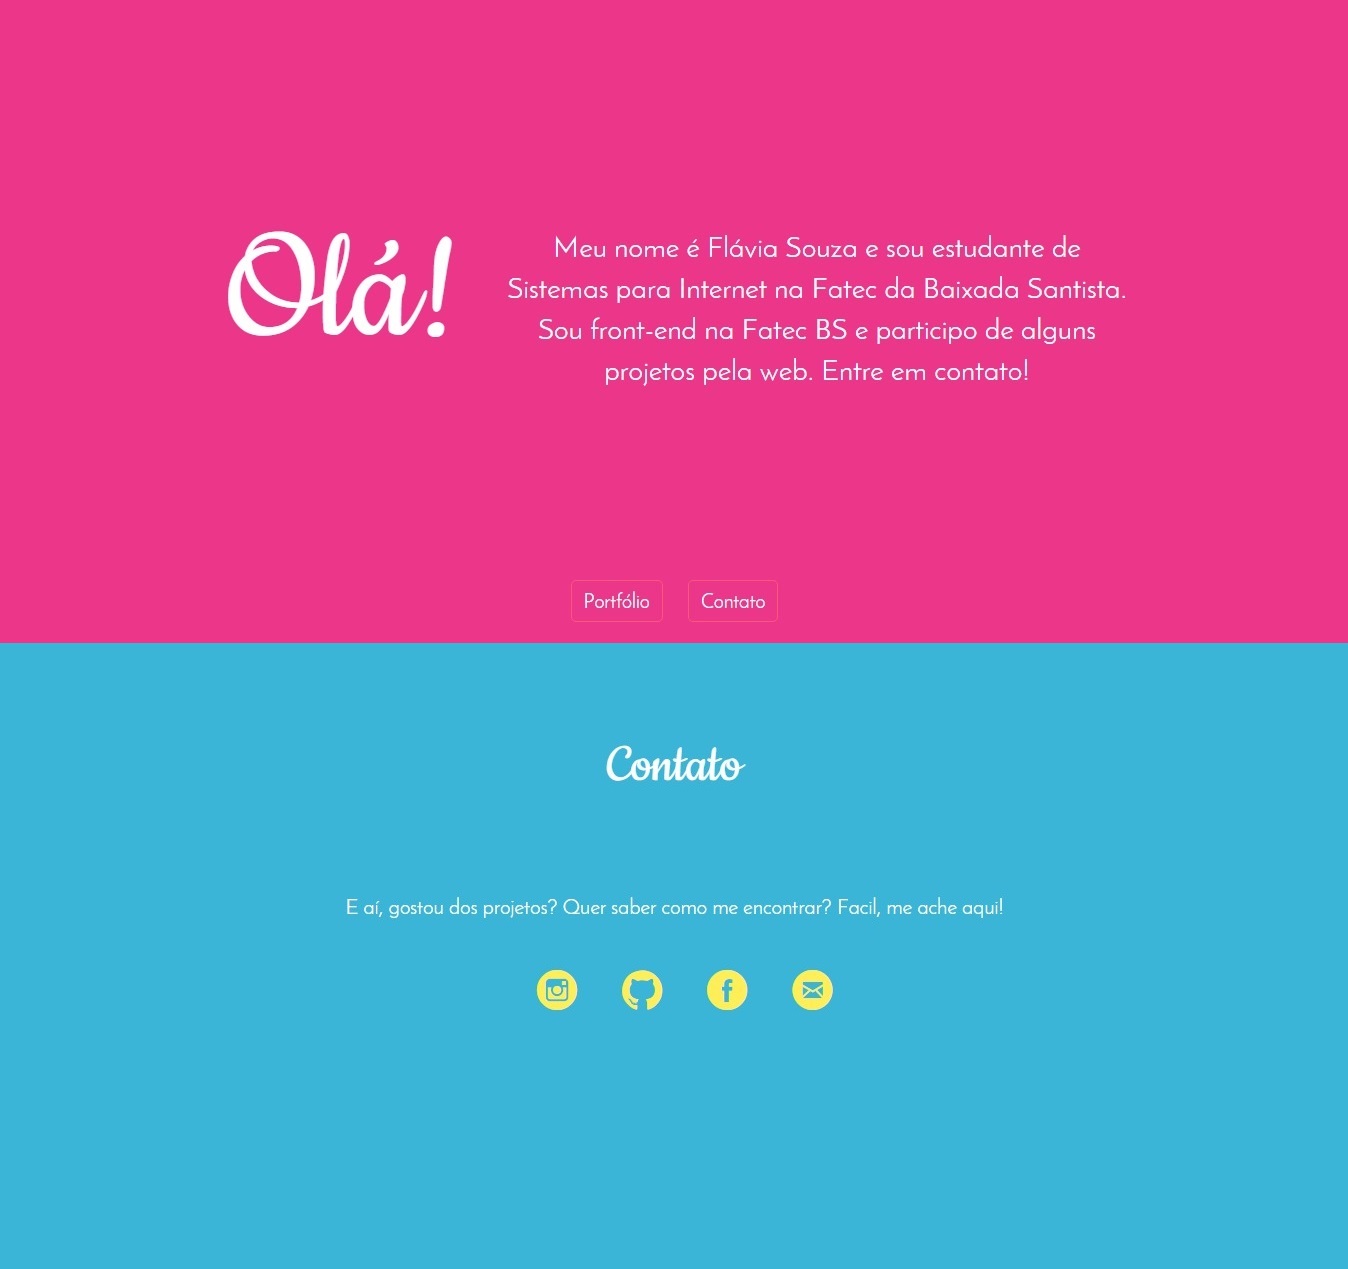 Olá!
Meu nome é Flávia Souza e sou estudante de
Sistemas para Internet na Fatec da Baixada Santista.
Sou front-end na Fatec BS e participo de alguns
projetos pela web. Entre em contato!
Portfólio
Contato
Contato
E aí, gostou dos projetos? Quer saber como me encontrar? Facil, me ache aqui!